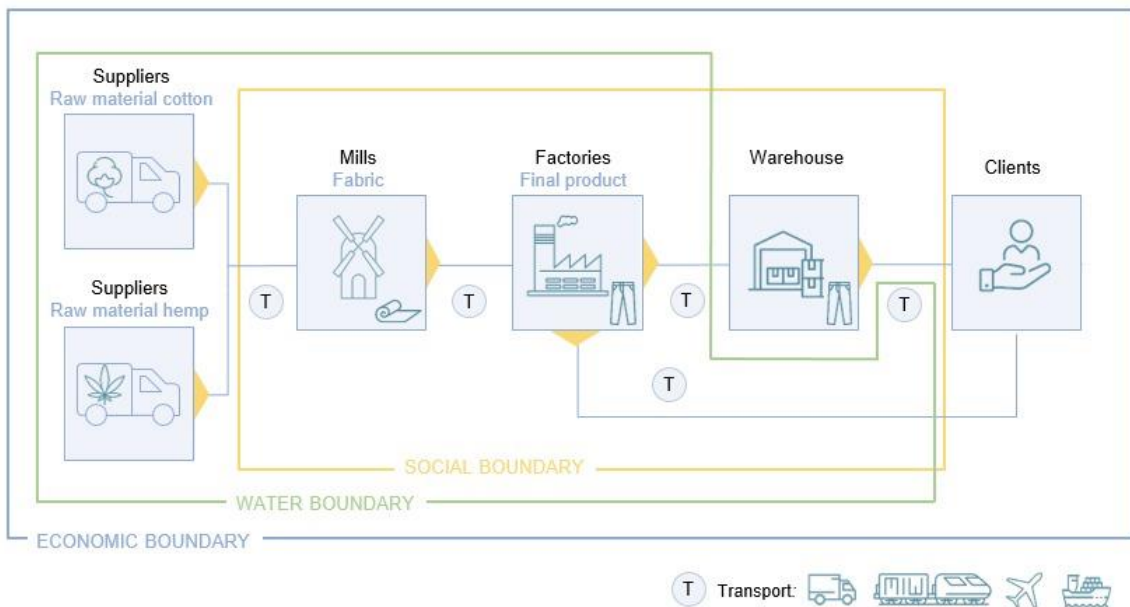 Suppliers
Raw material cotton
Suppliers
Raw material hemp
Mills
Fabric
Factories
Final product
Warehouse
Clients
T
T
T
T
T
SOCIAL BOUNDARY
WATER BOUNDARY
ECONOMIC BOUNDARY
T Transport: